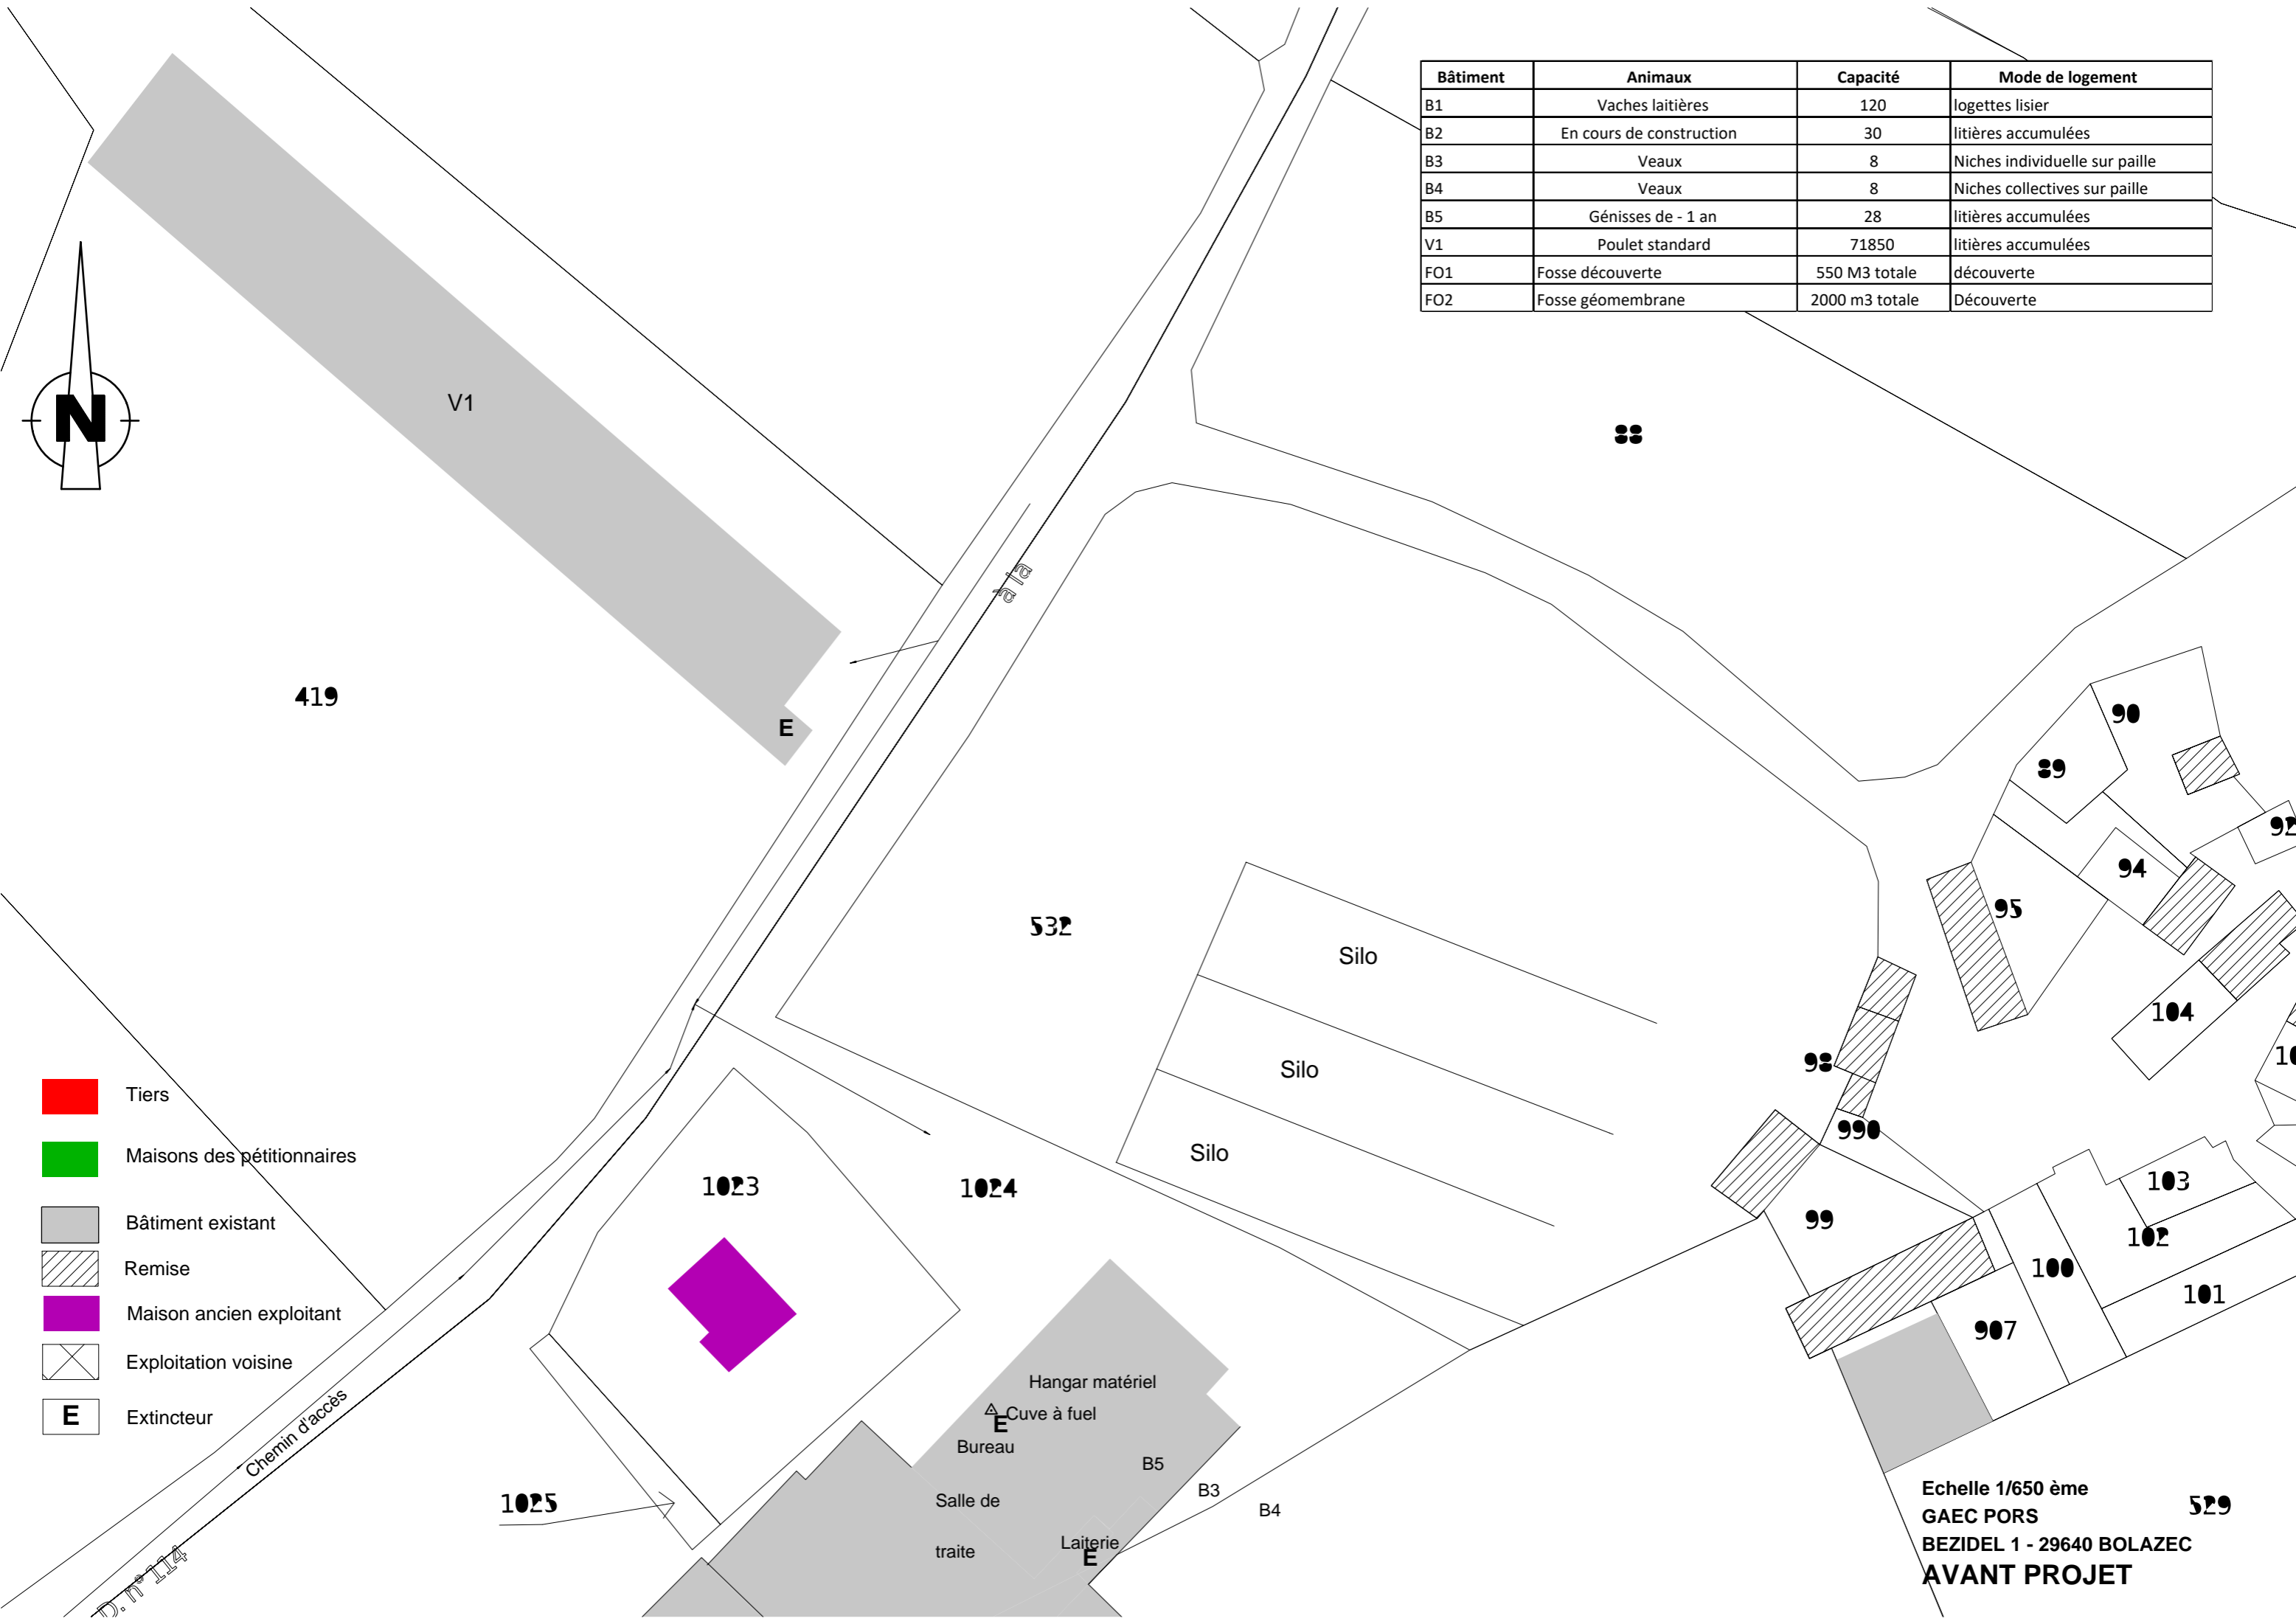 Bâtiment Animaux Capacité Mode de logement
B1 Vaches laitières 120 logettes lisier
B2 En cours de construction 30 litières accumulées
B3 Veaux 8 Niches individuelle sur paille
B4 Veaux 8 Niches collectives sur paille
B5 Génisses de - 1 an 28 litières accumulées
V1 Poulet standard 71850 litières accumulées
FO1 Fosse découverte 550 M3 totale découverte
FO2 Fosse géomembrane 2000 m3 totale Découverte
V1
N
88
à la
419
E
90
89
92
94
95
532
Silo
104
Silo
98
990
Silo
1023
1024
103
99
102
100
101
907
Tiers
Maisons des pétitionnaires
Bâtiment existant
Remise
Maison ancien exploitant
Exploitation voisine
E Extincteur
Chemin d'accès
D. n° 114
1025
Hangar matériel
Cuve à fuel
E
Bureau
B5
B3
B4
Salle de
traite
Laiterie
E
529
Echelle 1/650 ème
GAEC PORS
BEZIDEL 1 - 29640 BOLAZEC
AVANT PROJET